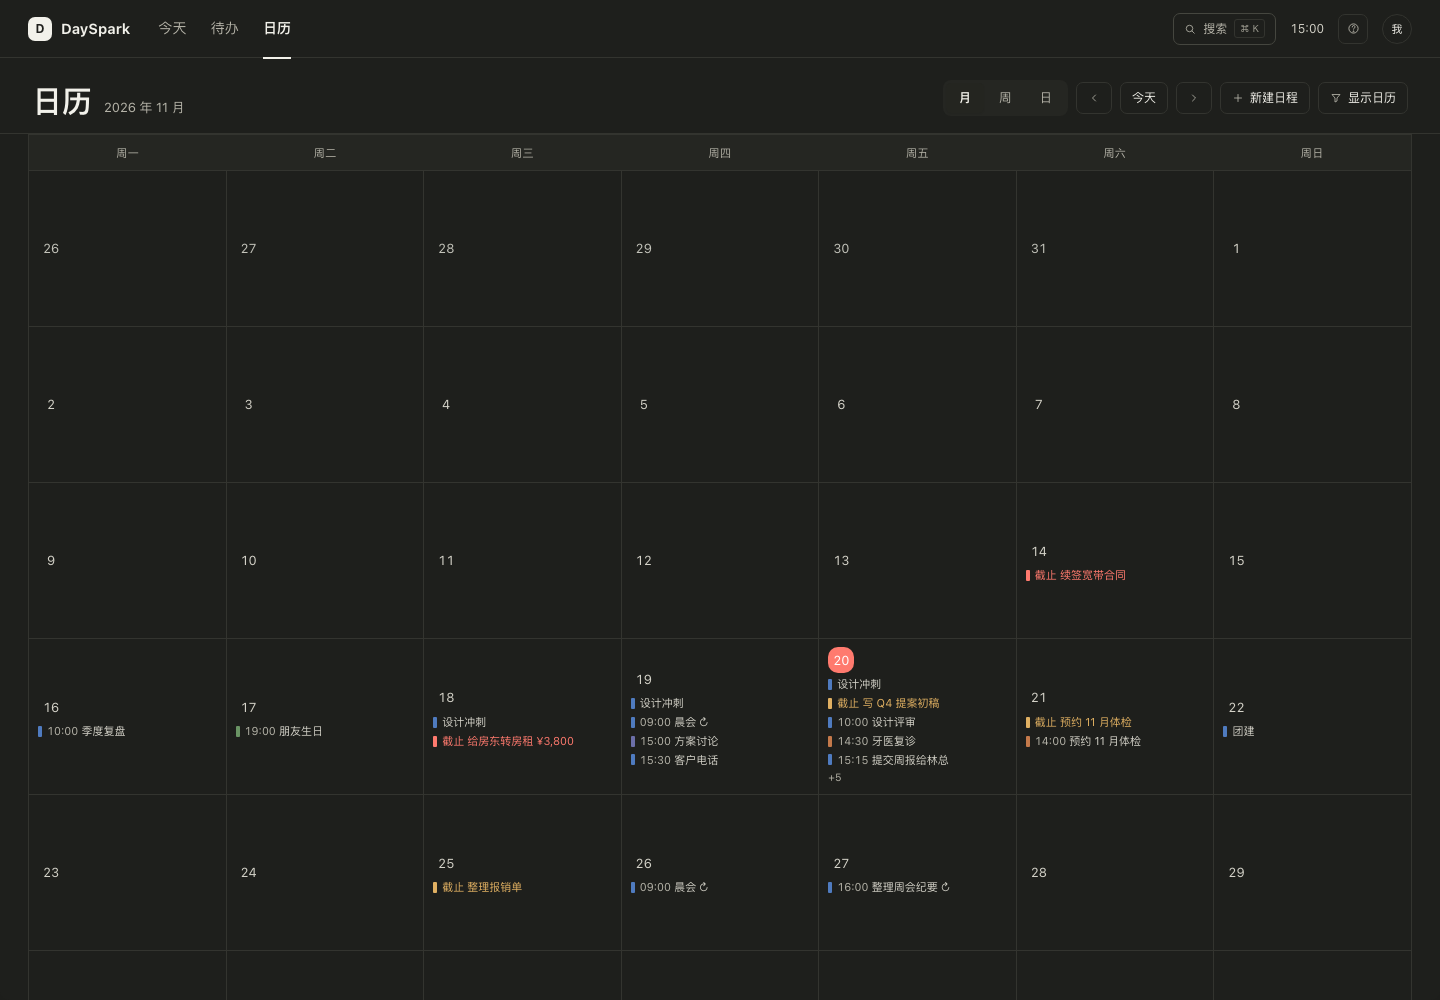 D DaySpark 今天 待办 日历 搜索 ⌘ K 15:00 我
日历 2026 年 11 月 月 周 日 今天 新建日程 显示日历
周一 周二 周三 周四 周五 周六 周日
26 27 28 29 30 31 1
2 3 4 5 6 7 8
9 10 11 12 13 14 15
截止 续签宽带合同
16
10:00 季度复盘
17
19:00 朋友生日
18
设计冲刺
截止 给房东转房租 ¥3,800
19
设计冲刺
09:00 晨会
15:00 方案讨论
15:30 客户电话
20
设计冲刺
截止 写 Q4 提案初稿
10:00 设计评审
14:30 牙医复诊
15:15 提交周报给林总
+5
21
截止 预约 11 月体检
14:00 预约 11 月体检
22
团建
23
24
25
截止 整理报销单
26
09:00 晨会
27
16:00 整理周会纪要
28
29